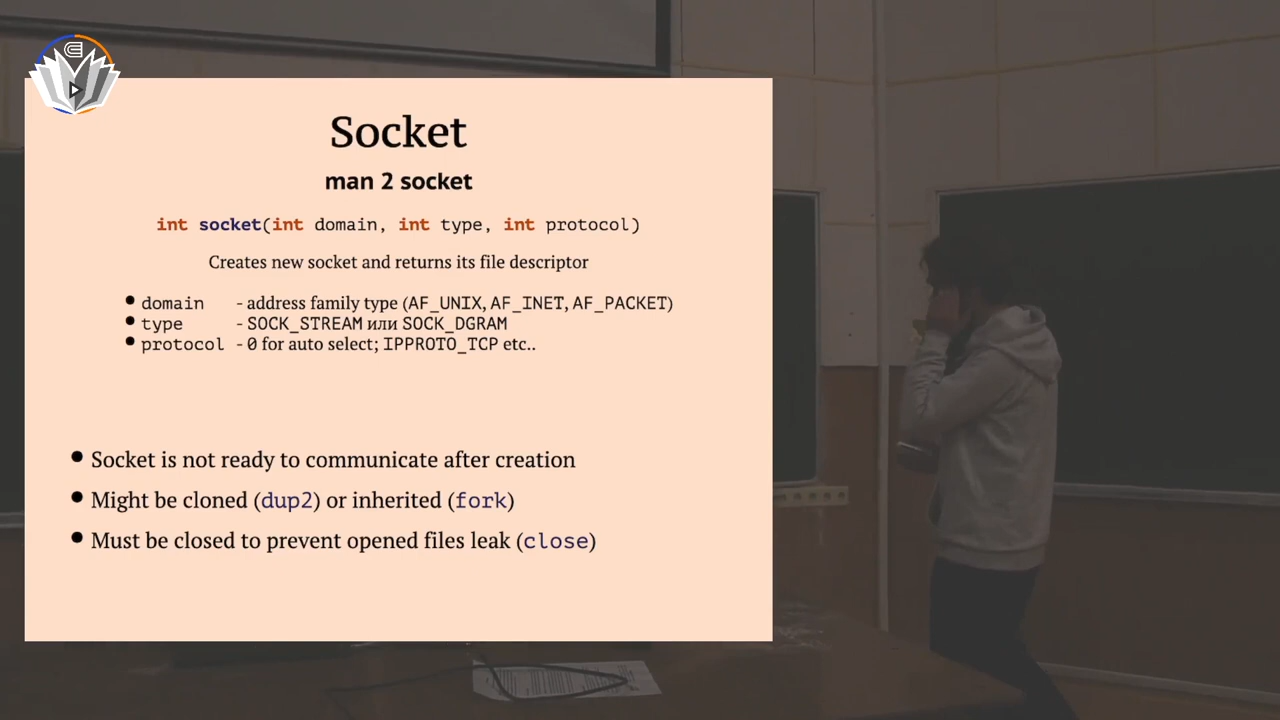 Socket
man 2 socket
int socket(int domain, int type, int protocol)
Creates new socket and returns its file descriptor
• domain - address family type (AF_UNIX, AF_INET, AF_PACKET)
• type - SOCK_STREAM или SOCK_DGRAM
• protocol - 0 for auto select; IPPROTO_TCP etc..
• Socket is not ready to communicate after creation
• Might be cloned (dup2) or inherited (fork)
• Must be closed to prevent opened files leak (close)